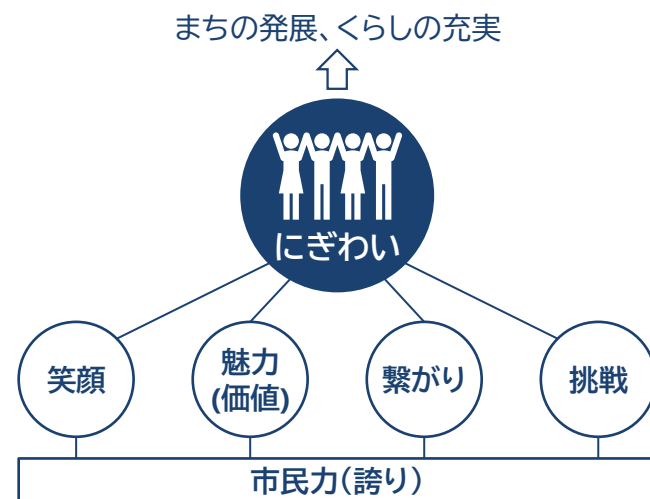 まちの発展、くらしの充実
にぎわい
笑顔
魅力
(価値)
繋がり
挑戦
市民力(誇り)